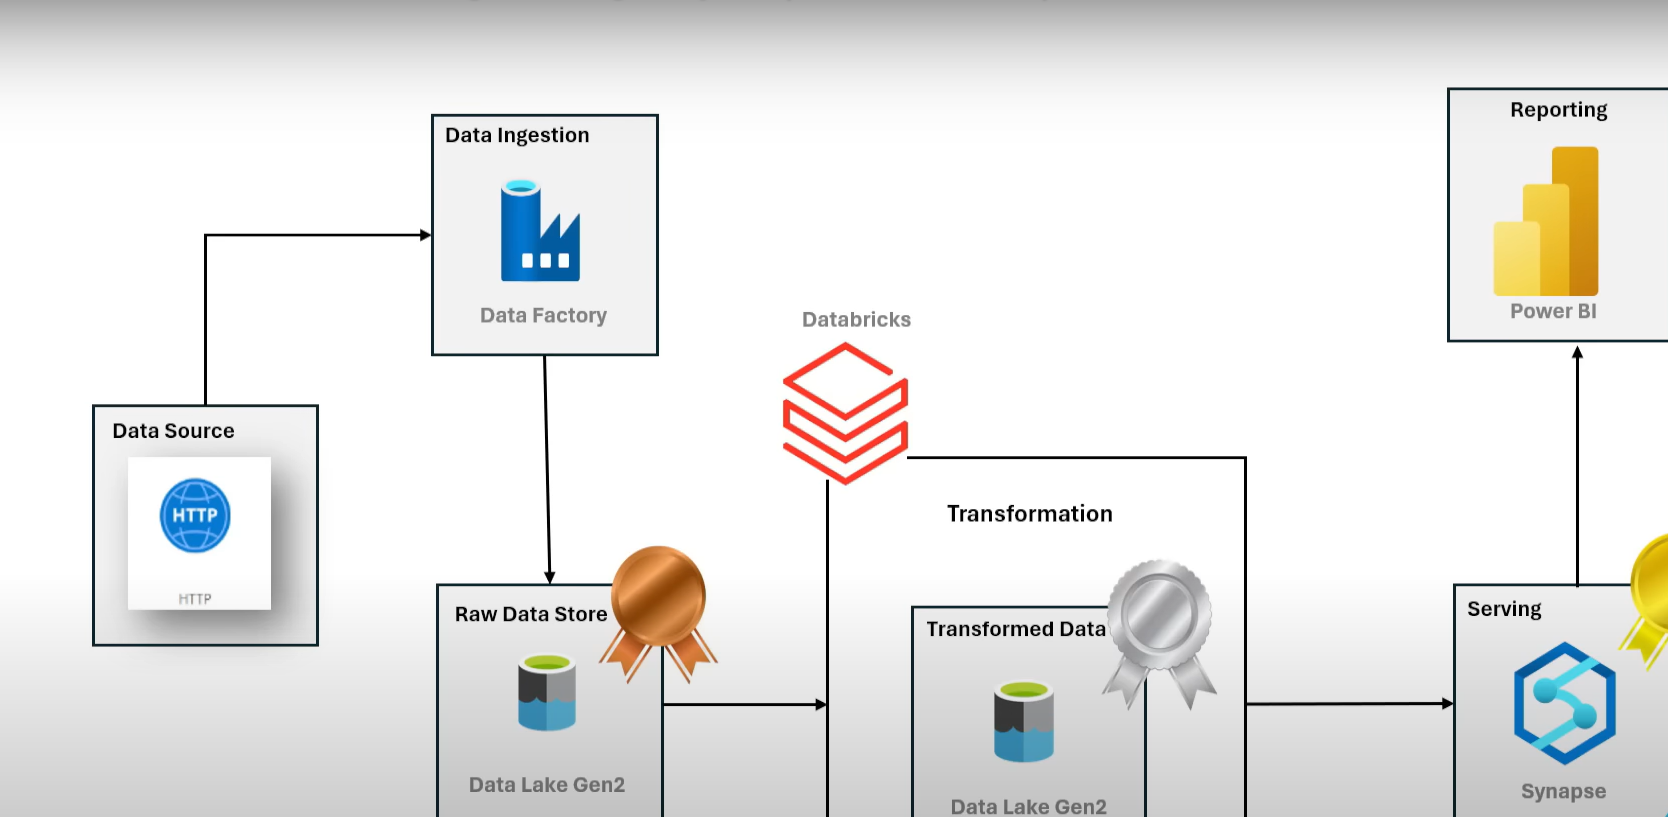 Reporting
Data Ingestion
Power BI
Data Factory
Databricks
Data Source
HTTP
HTTP
Transformation
Raw Data Store
Transformed Data
Serving
Data Lake Gen2
Data Lake Gen2
Synapse